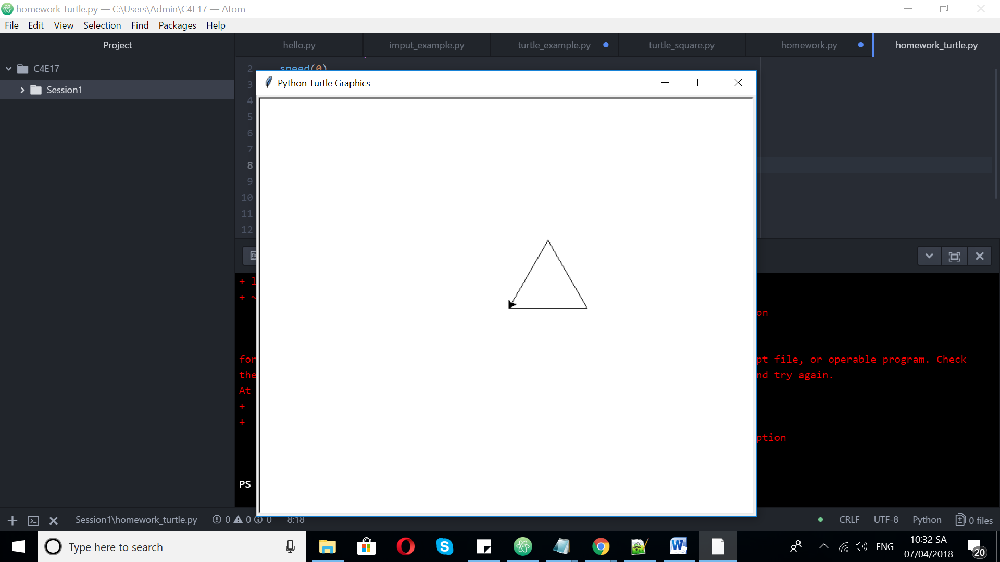 homework_turtle.py — C:\Users\Admin\C4E17 — Atom
File Edit View Selection Find Packages Help
Project
hello.py imput_example.py turtle_example.py turtle_square.py homework.py homework_turtle.py
C4E17
Session1
2 speed(0)
3
4
5
6
7
8
9
10
11
12
Python Turtle Graphics
+
+ ~
on
for pt file, or operable program. Check
the nd try again.
At
+
+
ption
PS
Session1\homework_turtle.py 0 0 0 8:18 CRLF UTF-8 Python 0 files
Type here to search
ENG
10:32 SA
07/04/2018
20